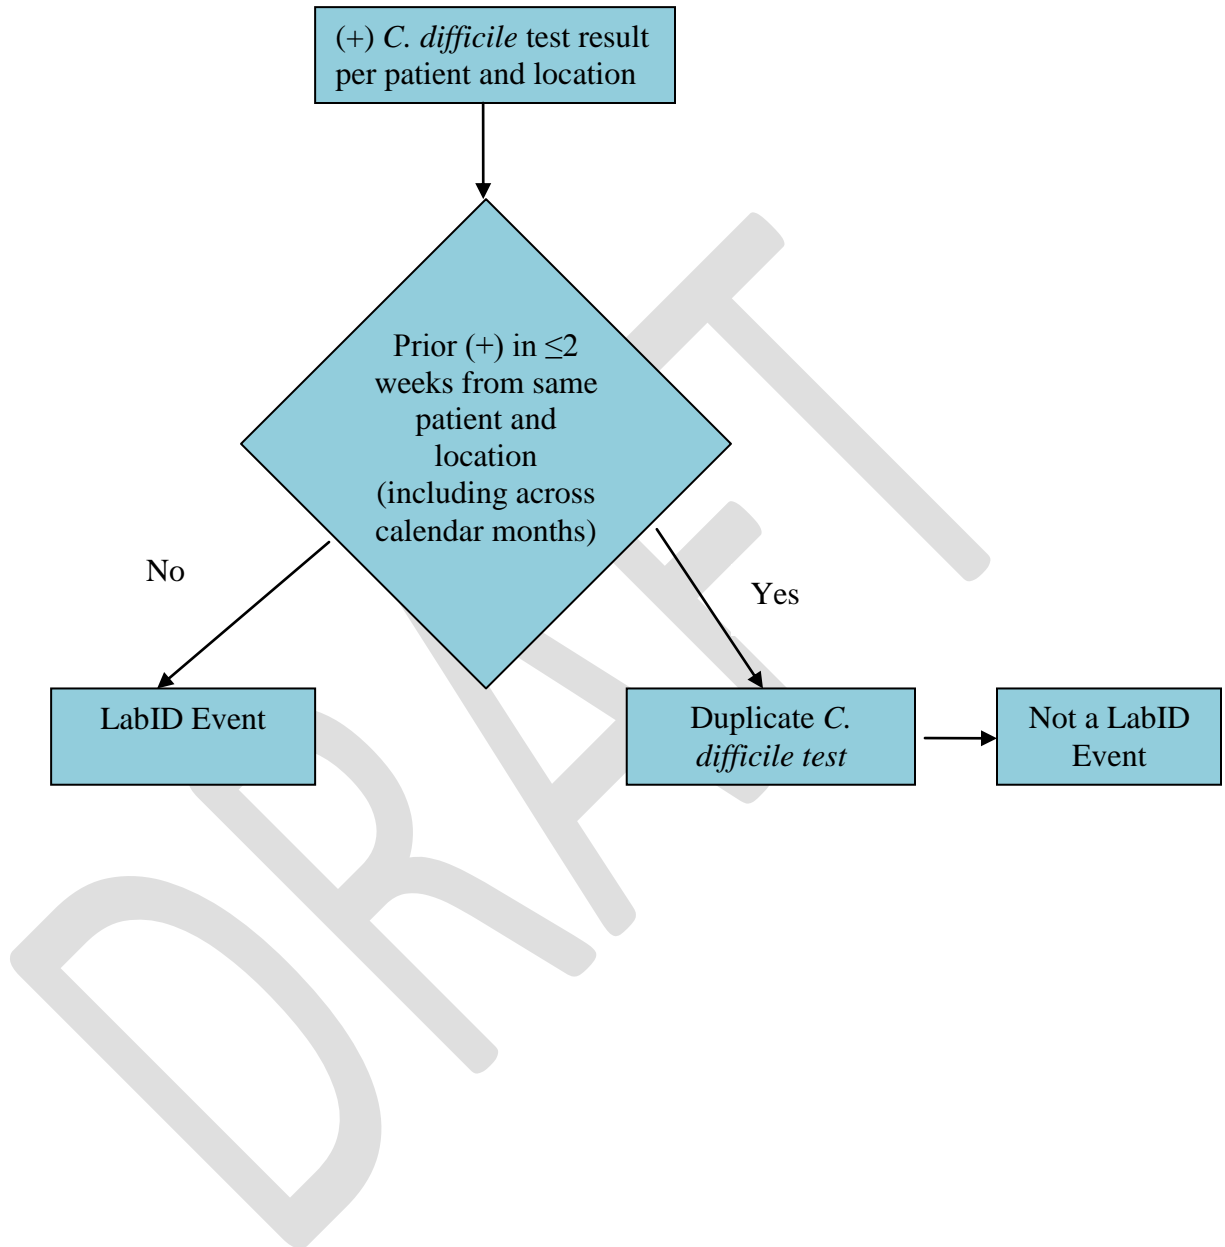 (+) C. difficile test result
per patient and location
Prior (+) in ≤2
weeks from same
patient and
location
(including across
calendar months)
No
Yes
LabID Event
Duplicate C.
difficile test
Not a LabID
Event
DRAFT